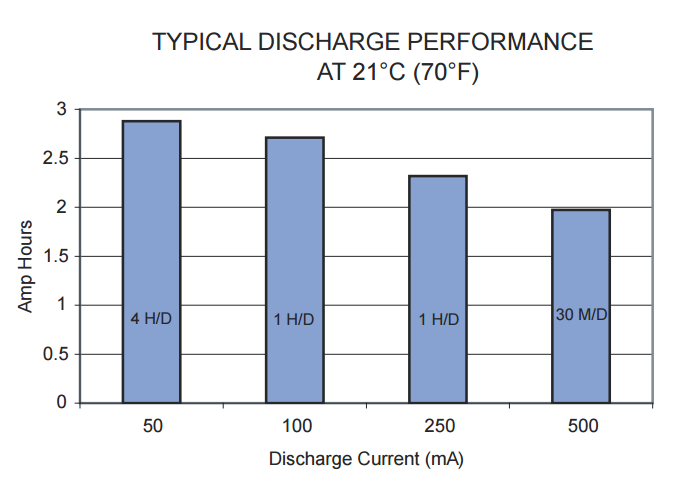 TYPICAL DISCHARGE PERFORMANCE
AT 21°C (70°F)
3
2.5
2
1.5
1
0.5
0
Amp Hours
4 H/D
1 H/D
1 H/D
30 M/D
50
100
250
500
Discharge Current (mA)